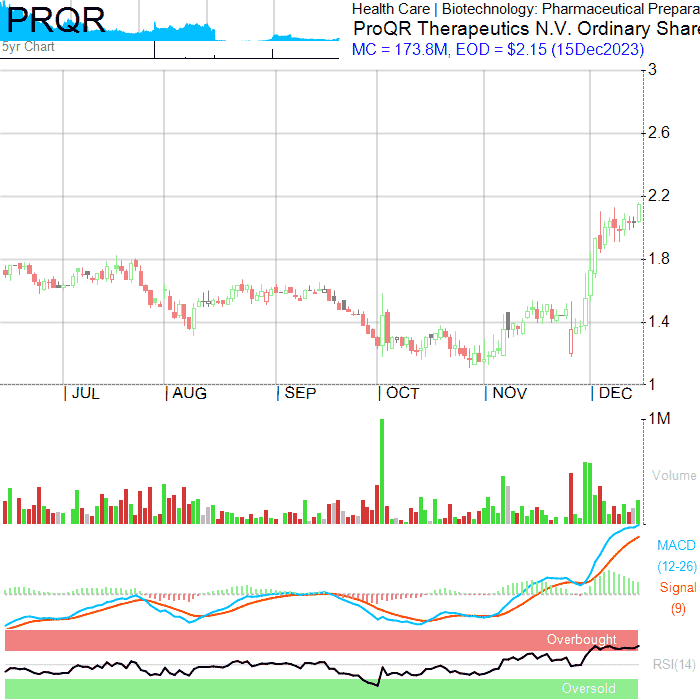 PRQR
5yr Chart
Health Care | Biotechnology: Pharmaceutical Prepara
ProQR Therapeutics N.V. Ordinary Share
MC = 173.8M, EOD = $2.15 (15Dec2023)
3
2.6
2.2
1.8
1.4
1
| JUL | AUG | SEP | OCT | NOV | DEC
1M
Volume
MACD
(12-26)
Signal
(9)
Overbought
RSI(14)
Oversold